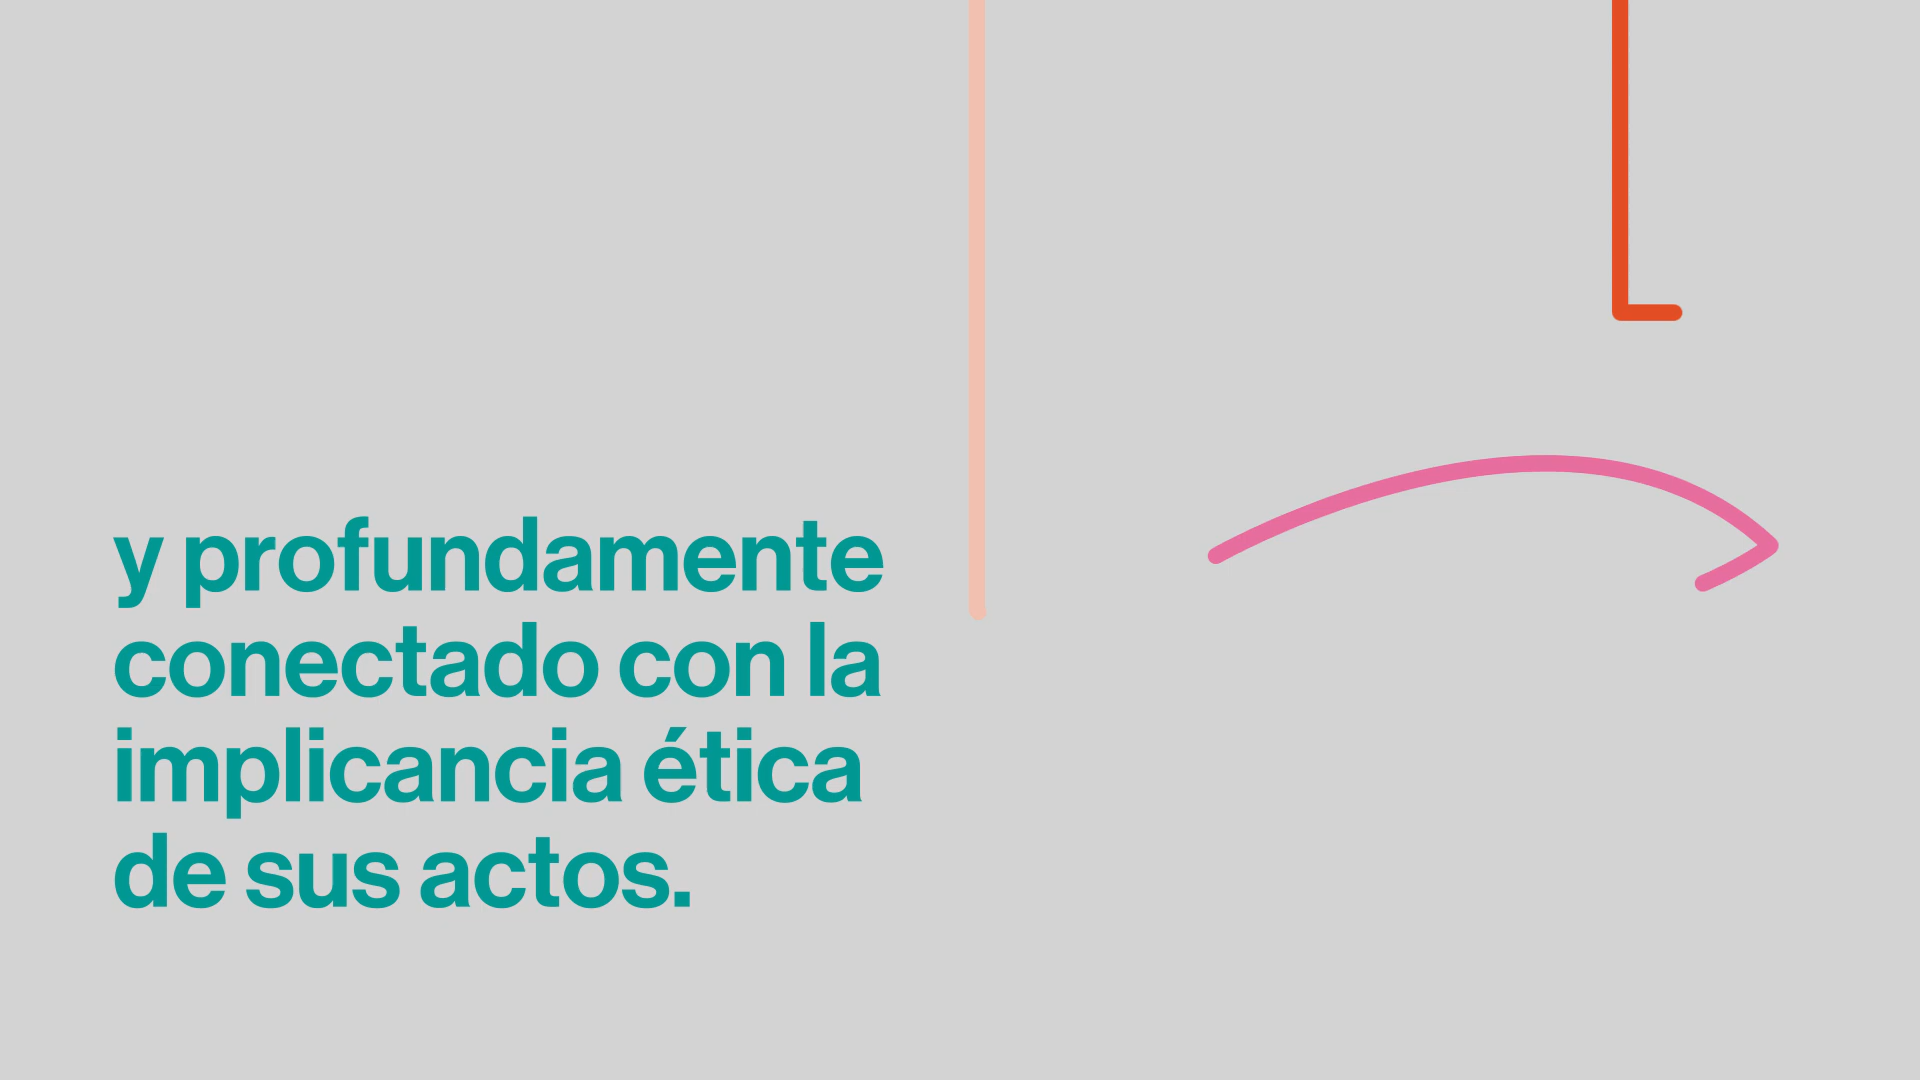 y profundamente
conectado con la
implicancia ética
de sus actos.